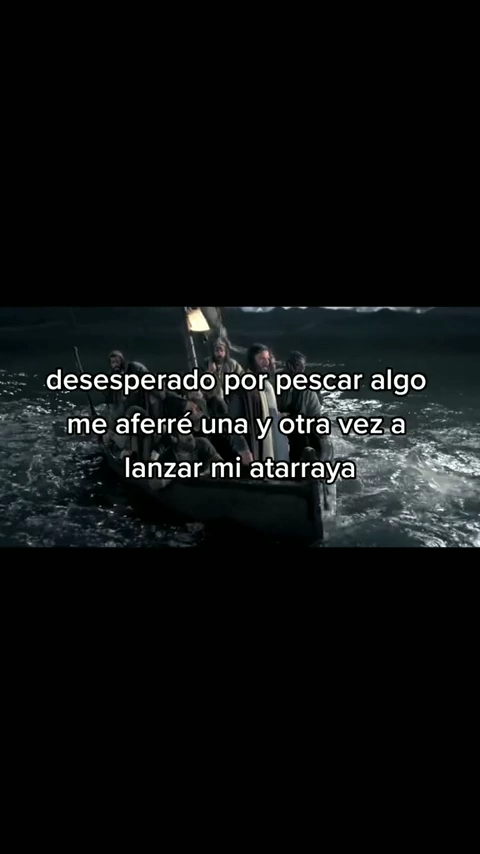 desesperado por pescar algo
me aferré una y otra vez a
lanzar mi atarraya